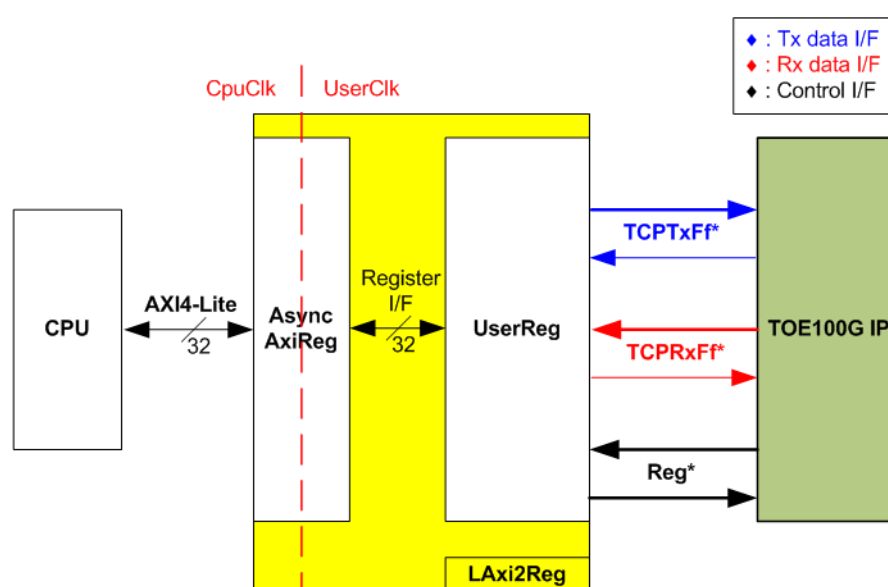 ♦ : Tx data I/F
♦ : Rx data I/F
♦ : Control I/F
CpuClk
UserClk
CPU
AXI4-Lite
32
Async
AxiReg
Register
I/F
32
UserReg
TCPTxFf*
TCPRxFf*
Reg*
TOE100G IP
LAxi2Reg